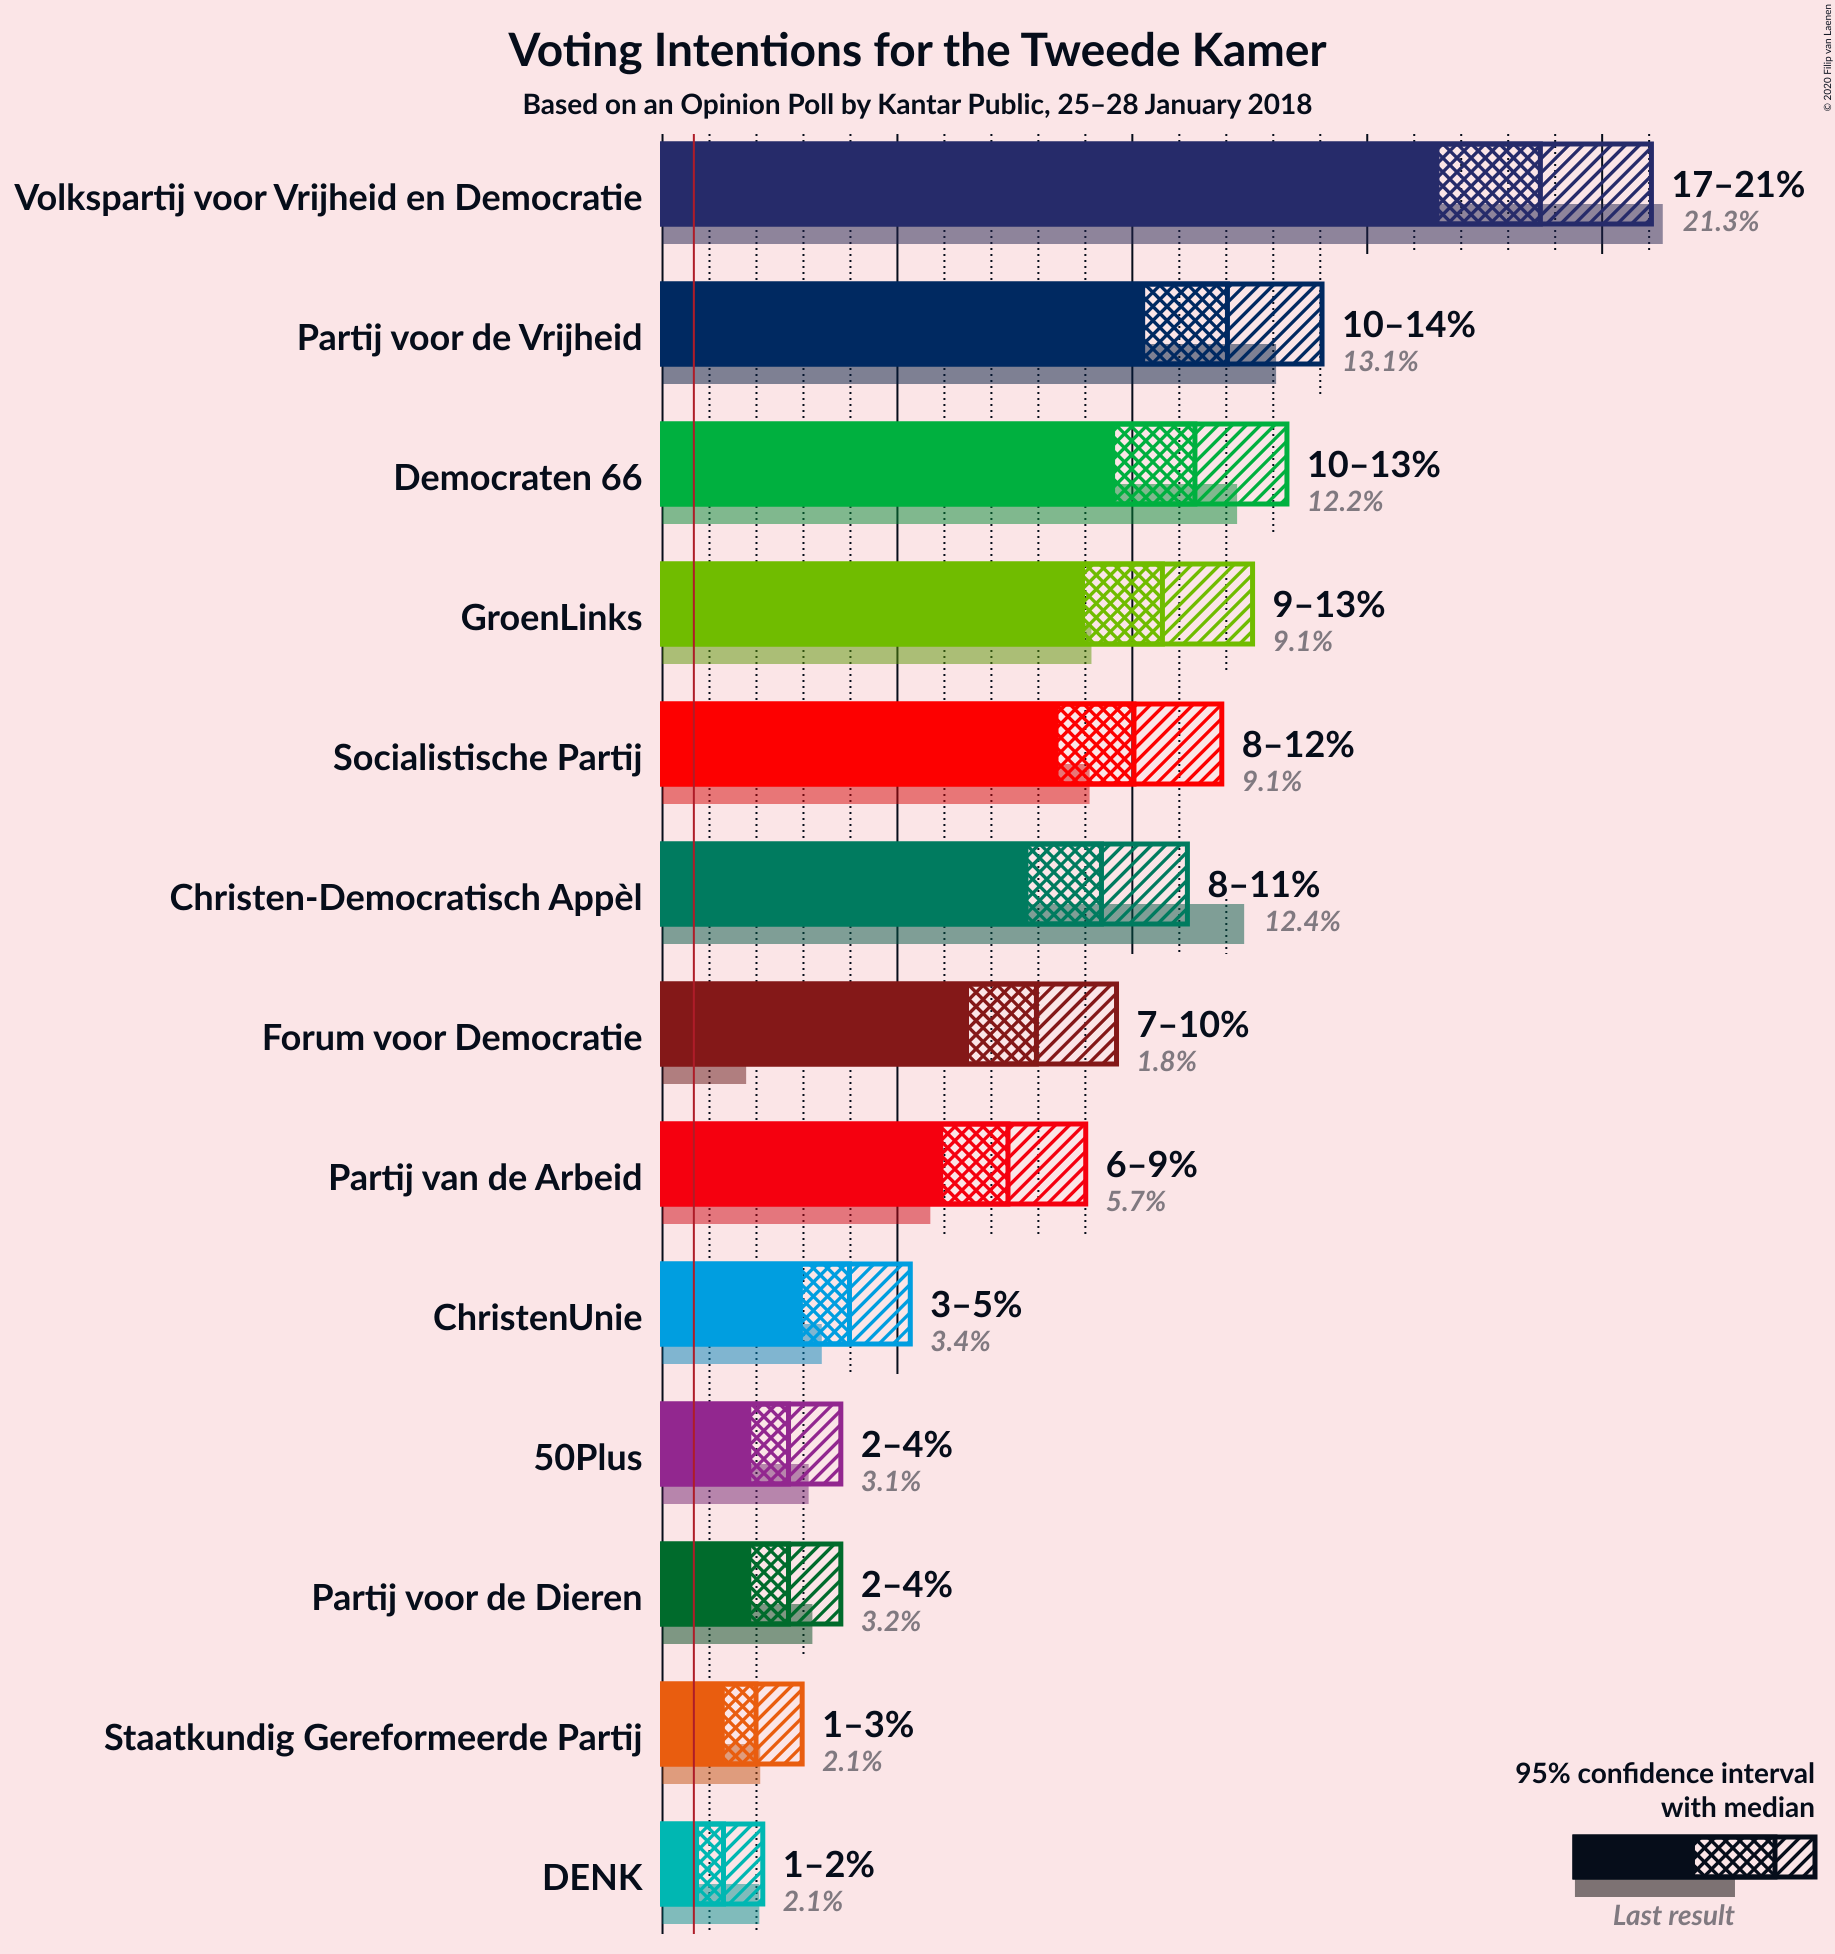 Voting Intentions for the Tweede Kamer
Based on an Opinion Poll by Kantar Public, 25–28 January 2018
© 2020 Filip van Laenen
Volkspartij voor Vrijheid en Democratie
17–21%
21.3%
Partij voor de Vrijheid
10–14%
13.1%
Democraten 66
10–13%
12.2%
GroenLinks
9–13%
9.1%
Socialistische Partij
8–12%
9.1%
Christen-Democratisch Appèl
8–11%
12.4%
Forum voor Democratie
7–10%
1.8%
Partij van de Arbeid
6–9%
5.7%
ChristenUnie
3–5%
3.4%
50Plus
2–4%
3.1%
Partij voor de Dieren
2–4%
3.2%
Staatkundig Gereformeerde Partij
1–3%
2.1%
DENK
1–2%
2.1%
95% confidence interval
with median
Last result